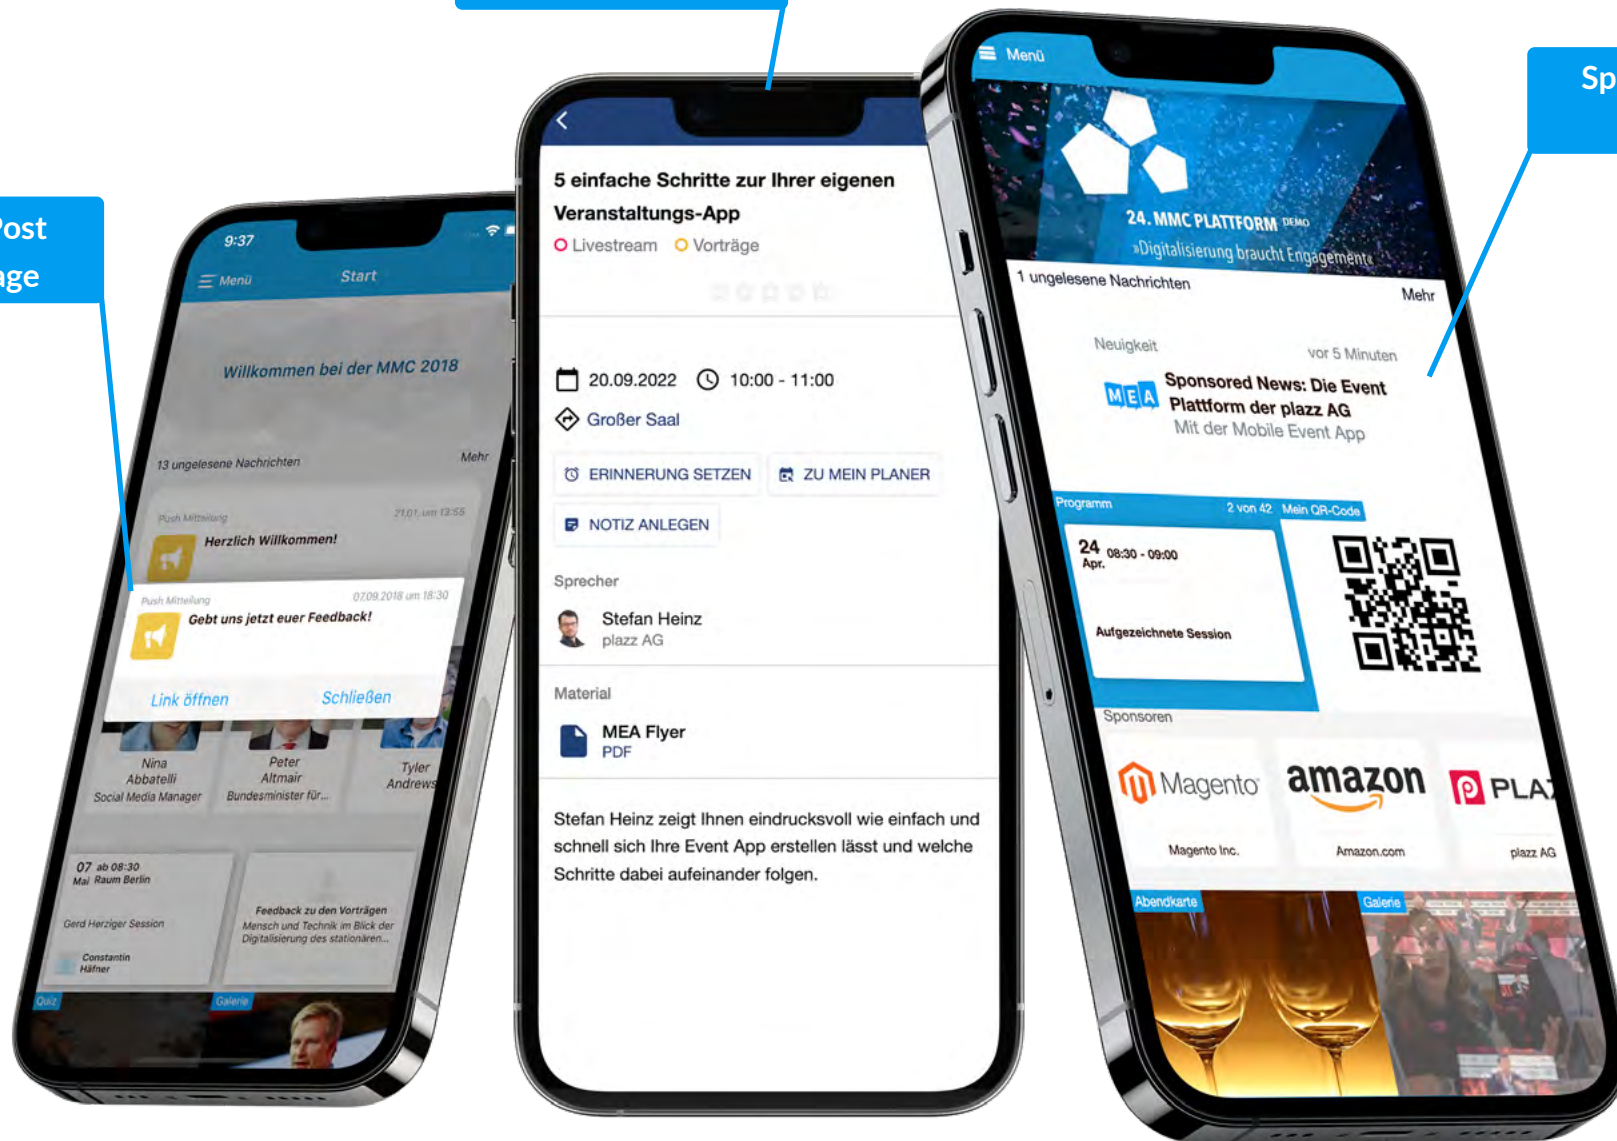 Post
age
Sp
9:37
Menü
Start
Willkommen bei der MMC 2018
13 ungelesene Nachrichten
Mehr
Push Mitteilung
21.01. um 13:55
Herzlich Willkommen!
Push Mitteilung
07.09.2018 um 18:30
Gebt uns jetzt euer Feedback!
Link öffnen
Schließen
Nina
Abbatelli
Social Media Manager
Peter
Altmair
Bundesminister für...
Tyler
Andrews
07 ab 08:30
Mai Raum Berlin
Gerd Herziger Session
Constantin
Häfner
Feedback zu den Vorträgen
Mensch und Technik im Blick der
Digitalisierung des stationären...
Quiz
Galerie
5 einfache Schritte zur Ihrer eigenen
Veranstaltungs-App
Livestream Vorträge
20.09.2022 10:00 - 11:00
Großer Saal
ERINNERUNG SETZEN
ZU MEIN PLANER
NOTIZ ANLEGEN
Sprecher
Stefan Heinz
plazz AG
Material
MEA Flyer
PDF
Stefan Heinz zeigt Ihnen eindrucksvoll wie einfach und
schnell sich Ihre Event App erstellen lässt und welche
Schritte dabei aufeinander folgen.
Menü
24. MMC PLATTFORM DEMO
»Digitalisierung braucht Engagement«
1 ungelesene Nachrichten
Mehr
Neuigkeit
vor 5 Minuten
MEA
Sponsored News: Die Event
Plattform der plazz AG
Mit der Mobile Event App
Programm
2 von 42
Mein QR-Code
24 08:30 - 09:00
Apr.
Aufgezeichnete Session
Sponsoren
Magento
amazon
PLAZ
Magento Inc.
Amazon.com
plazz AG
Abendkarte
Galerie